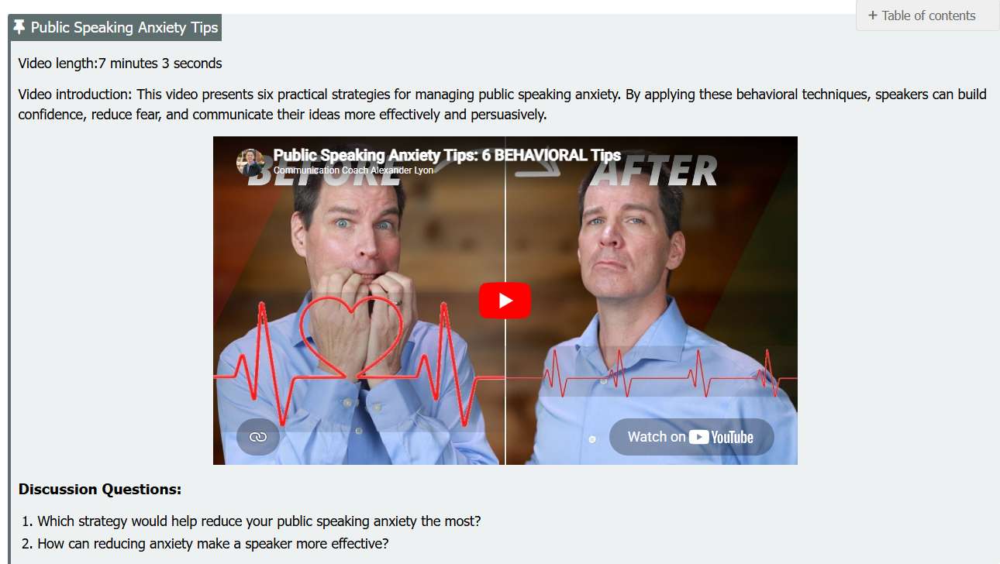 + Table of contents
Public Speaking Anxiety Tips
Video length:7 minutes 3 seconds
Video introduction: This video presents six practical strategies for managing public speaking anxiety. By applying these behavioral techniques, speakers can build
confidence, reduce fear, and communicate their ideas more effectively and persuasively.
Public Speaking Anxiety Tips: 6 BEHAVIORAL Tips
Communication Coach Alexander Lyon
BEFORE
AFTER
Watch on YouTube
Discussion Questions:
1. Which strategy would help reduce your public speaking anxiety the most?
2. How can reducing anxiety make a speaker more effective?